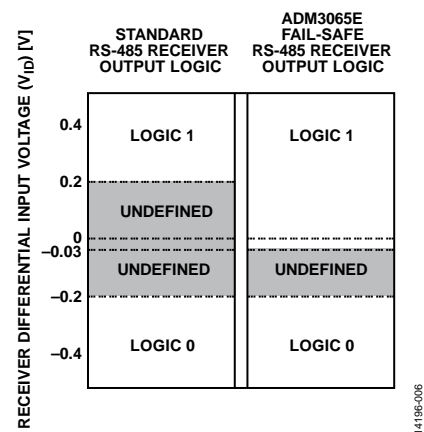 STANDARD
RS-485 RECEIVER
OUTPUT LOGIC
ADM3065E
FAIL-SAFE
RS-485 RECEIVER
OUTPUT LOGIC
RECEIVER DIFFERENTIAL INPUT VOLTAGE (VID) [V]
0.4
0.2
0
–0.03
–0.2
–0.4
LOGIC 1
UNDEFINED
UNDEFINED
LOGIC 0
LOGIC 1
UNDEFINED
LOGIC 0
14196-006